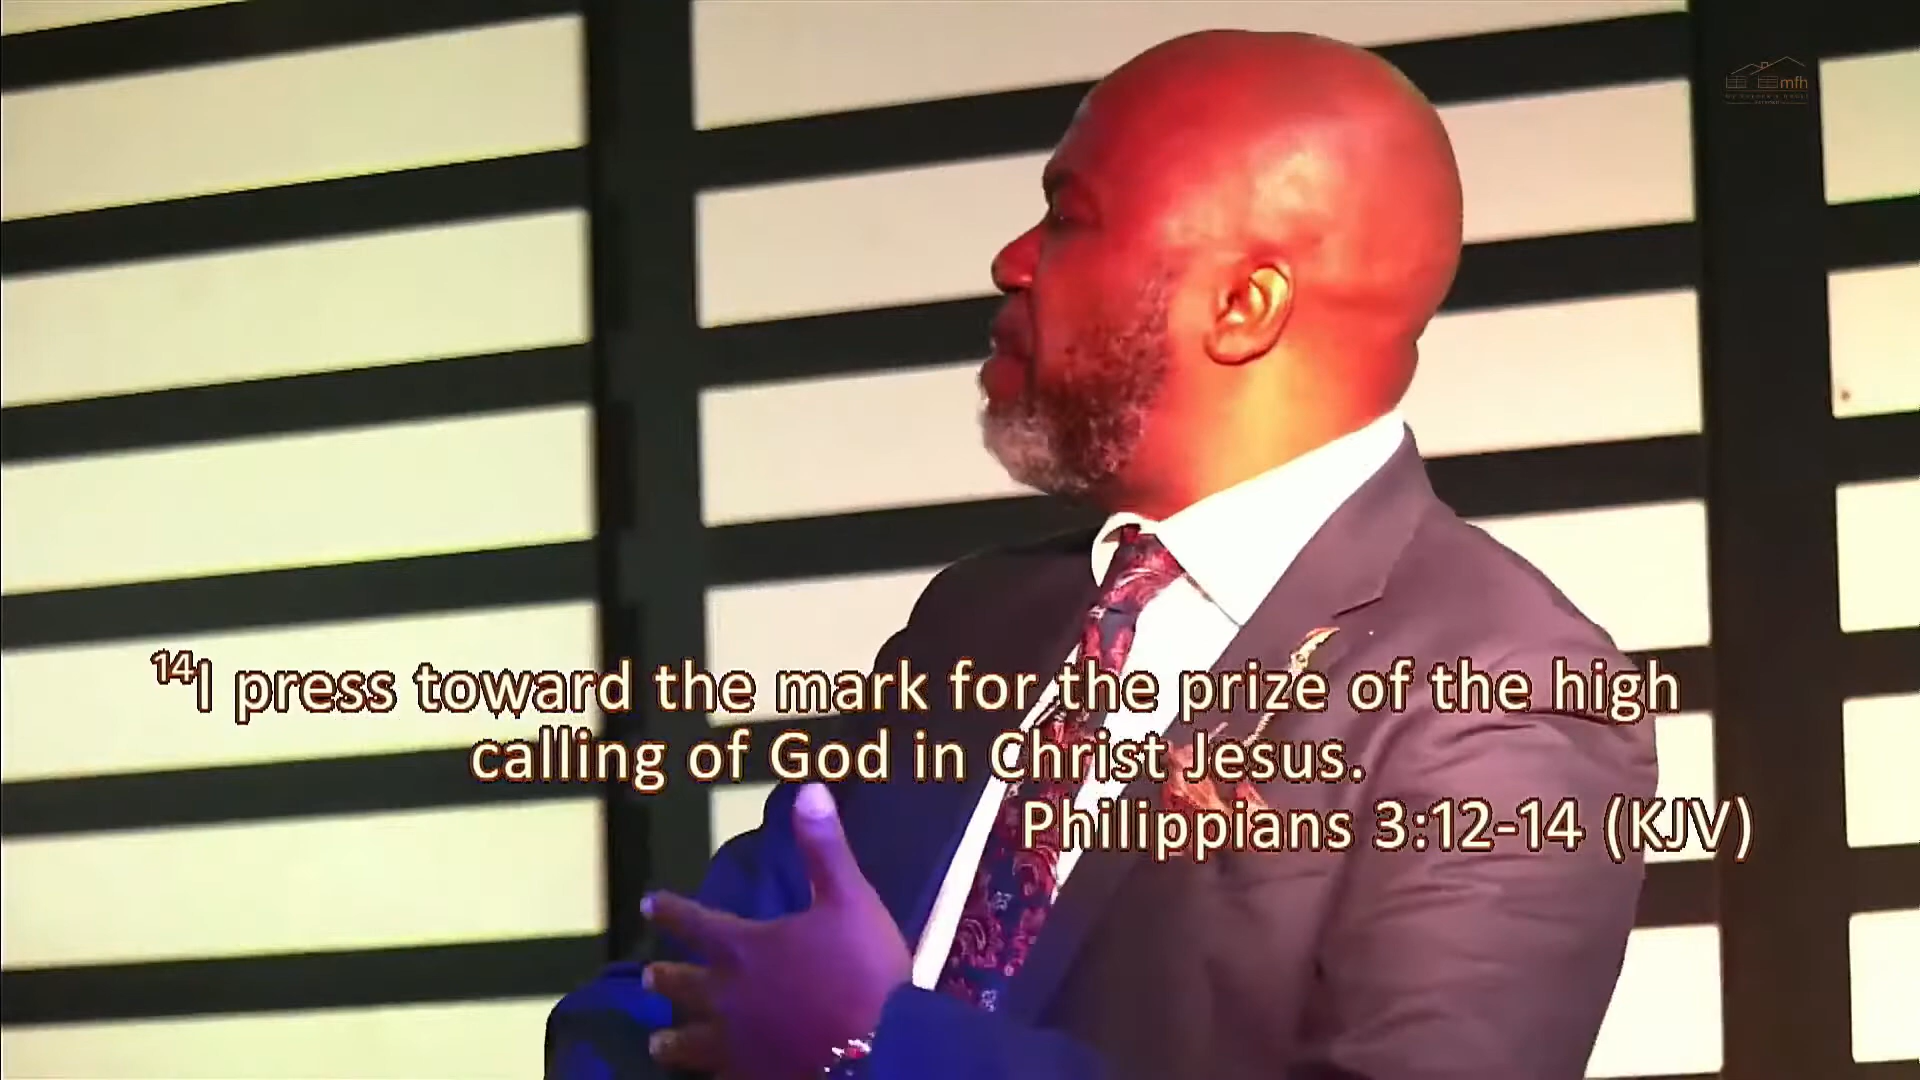 mfh
¹⁴I press toward the mark for the prize of the high
calling of God in Christ Jesus.
Philippians 3:12-14 (KJV)